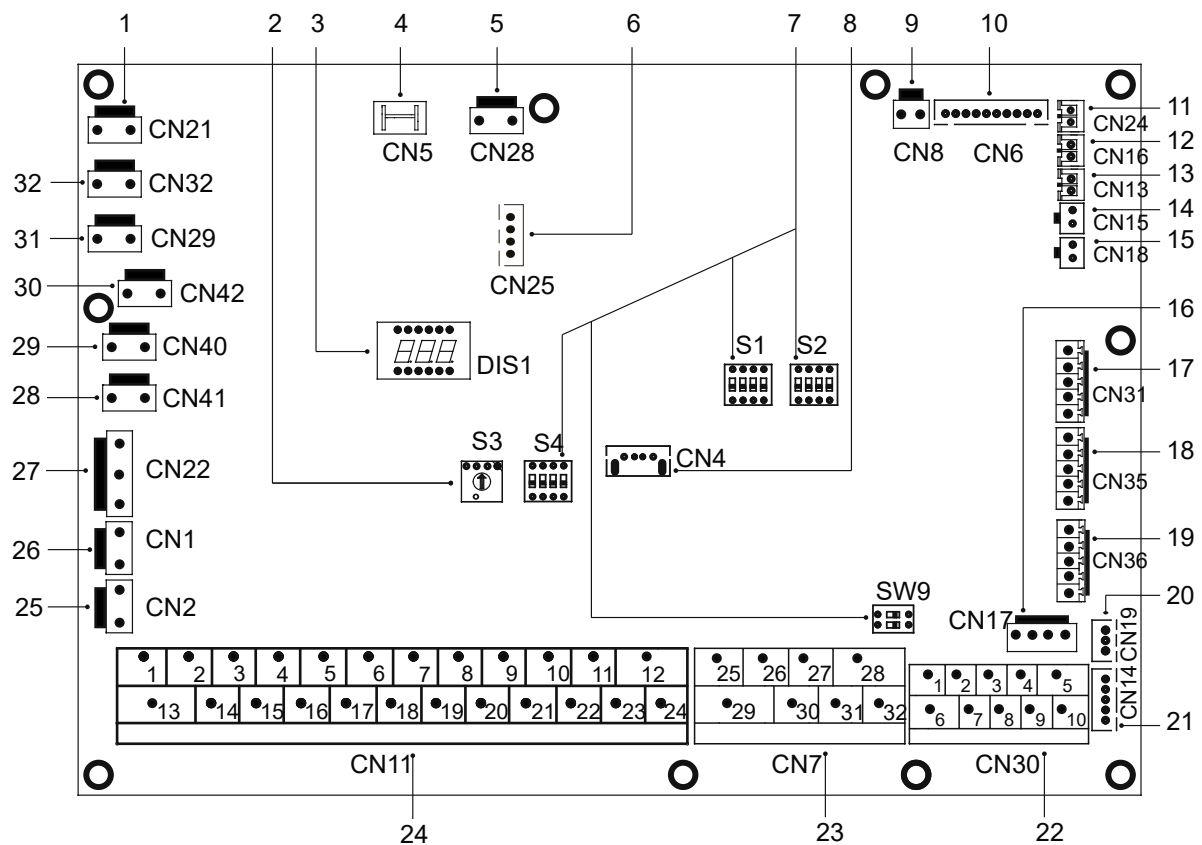 1 2 3 4 5 6 7 8 9 10
CN21 CN5 CN28 CN8 CN6 CN24 11
CN16 12
32 CN32 CN13 13
CN15 14
31 CN29 CN18 15
CN25
30 CN42 16
29 CN40 DIS1 S1 S2 17
28 CN41 CN31
S3 S4 CN4 18
27 CN22 CN35
26 CN1 CN36 19
SW9 20
25 CN2 CN17 CN19
1 2 3 4 5 6 7 8 9 10 11 12 25 26 27 28 1 2 3 4 5 CN14
13 14 15 16 17 18 19 20 21 22 23 24 29 30 31 32 6 7 8 9 10 21
CN11 CN7 CN30
24 23 22